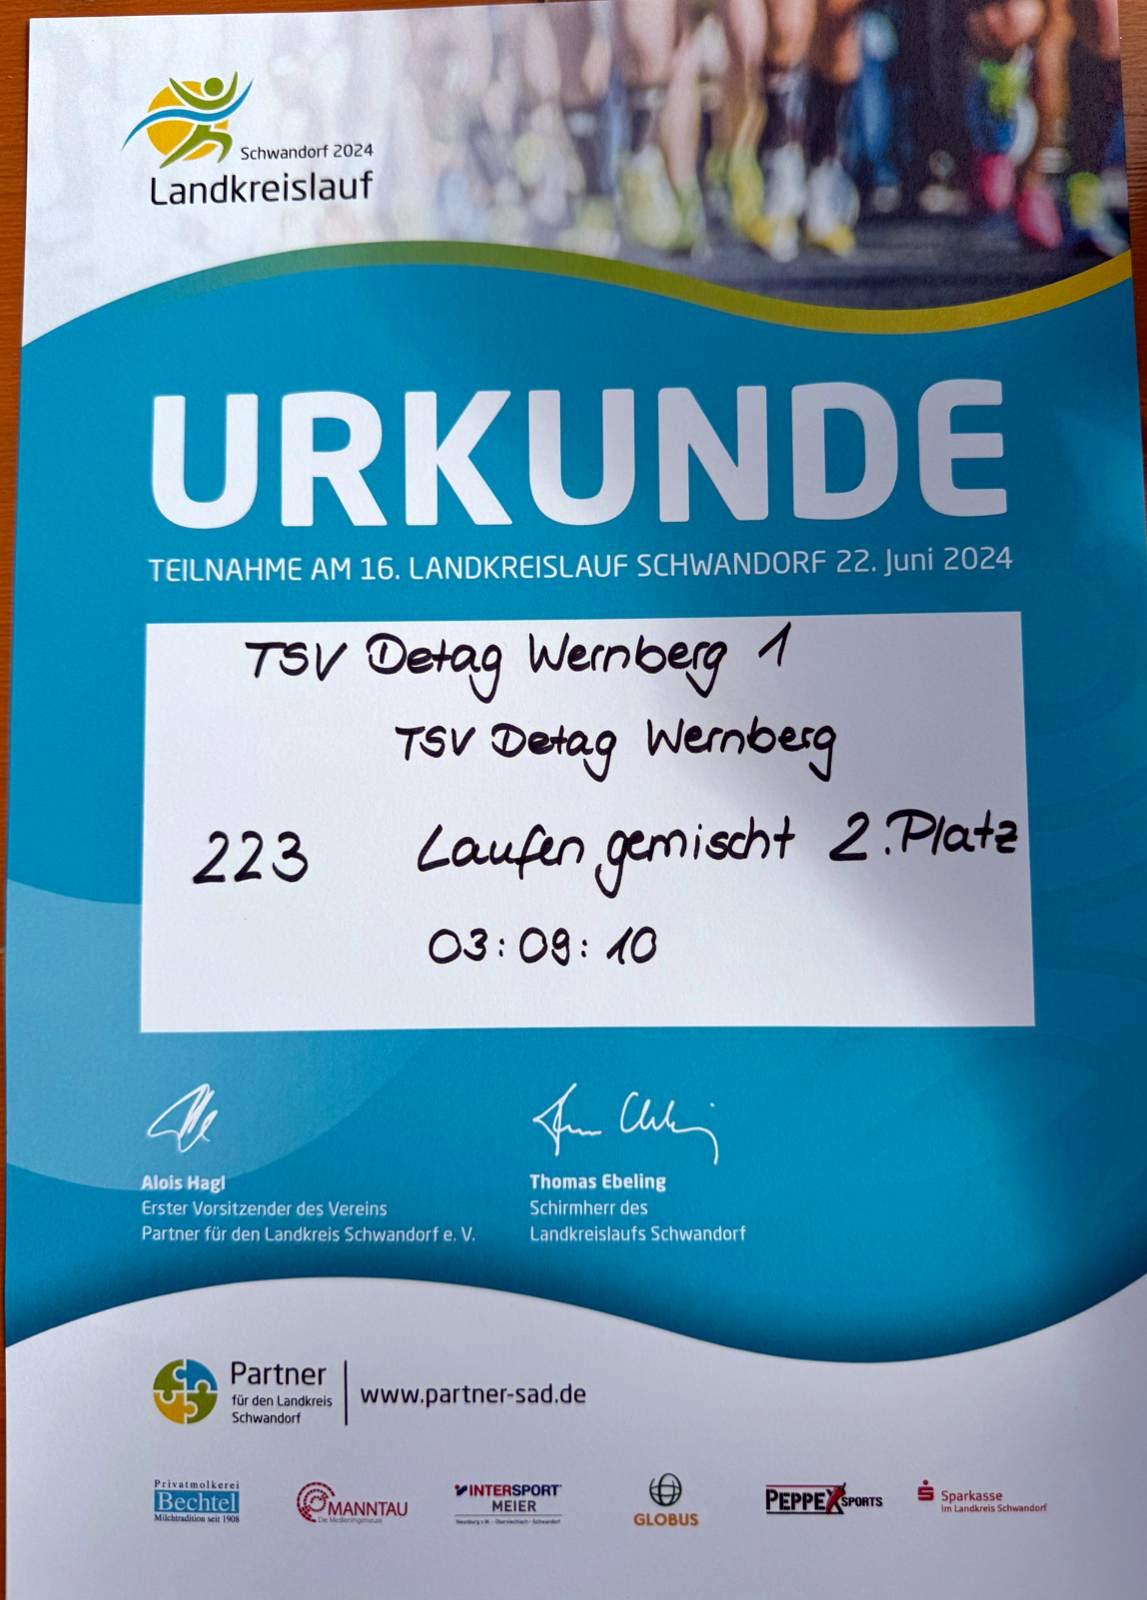 Schwandorf 2024
Landkreislauf
URKUNDE
TEILNAHME AM 16. LANDKREISLAUF SCHWANDORF 22. Juni 2024
TSV Detag Wernberg 1
TSV Detag Wernberg
223 Laufen gemischt 2. Platz
03:09:10
Alois Hagl
Erster Vorsitzender des Vereins
Partner für den Landkreis Schwandorf e. V.
Thomas Ebeling
Schirmherr des
Landkreislaufs Schwandorf
Partner
für den Landkreis
Schwandorf
www.partner-sad.de
Privatmolkerei
Bechtel
Milchtradition seit 1908
MANNTAU
INTERSPORT
MEIER
GLOBUS
PEPPEX SPORTS
Sparkasse
im Landkreis Schwandorf